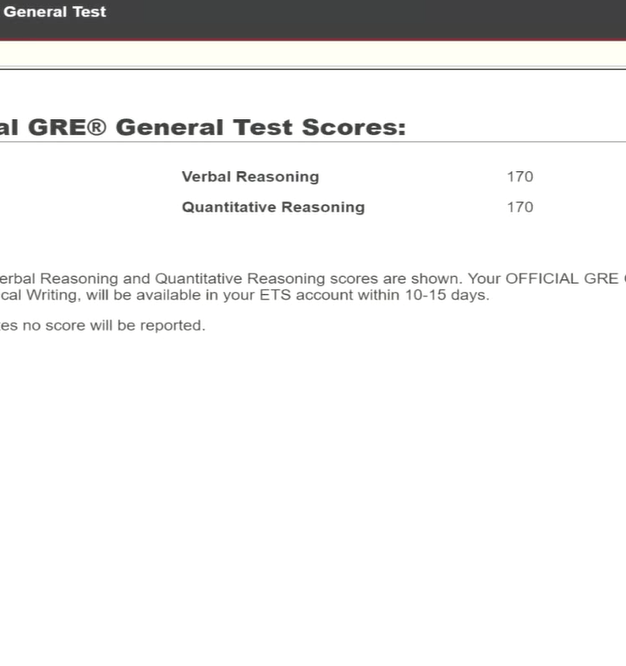 General Test
al GRE® General Test Scores:
Verbal Reasoning 170
Quantitative Reasoning 170
erbal Reasoning and Quantitative Reasoning scores are shown. Your OFFICIAL GRE
cal Writing, will be available in your ETS account within 10-15 days.
es no score will be reported.